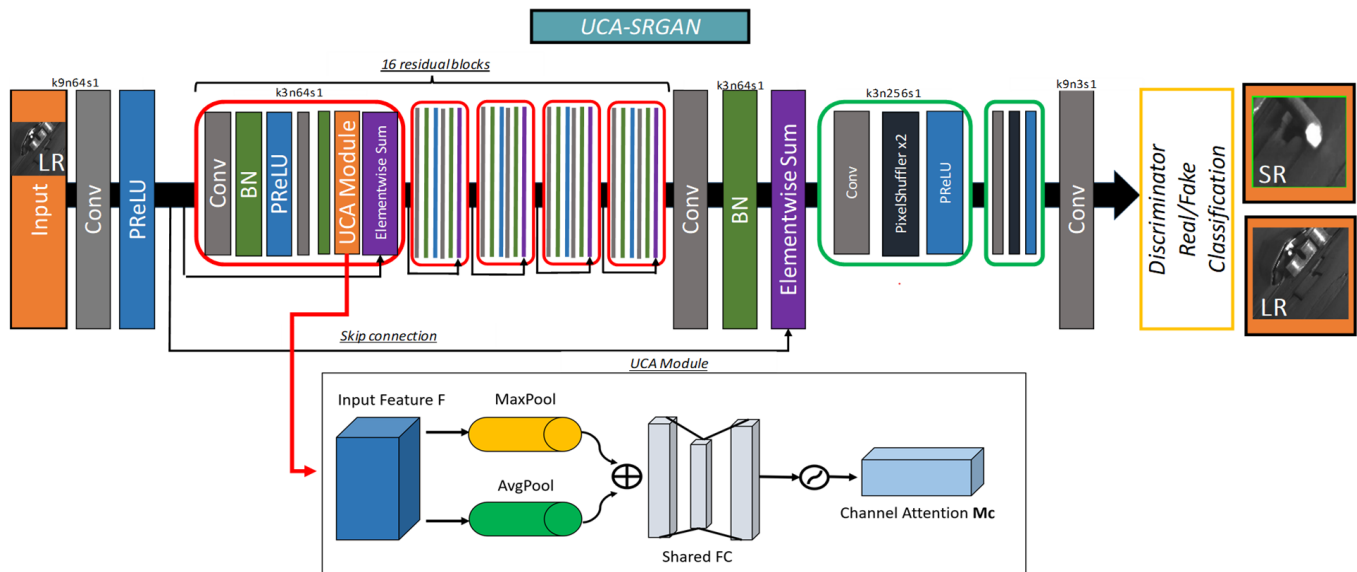 UCA-SRGAN
16 residual blocks
k9n64s1
k3n64s1
k3n64s1
k3n256s1
k9n3s1
LR
Input
Conv
PReLU
Conv
BN
PReLU
UCA Module
Elementwise Sum
Conv
BN
Elementwise Sum
Conv
PixelShuffler x2
PReLU
Conv
Discriminator
Real/Fake
Classification
SR
LR
Skip connection
UCA Module
Input Feature F
MaxPool
AvgPool
Shared FC
Channel Attention Mc